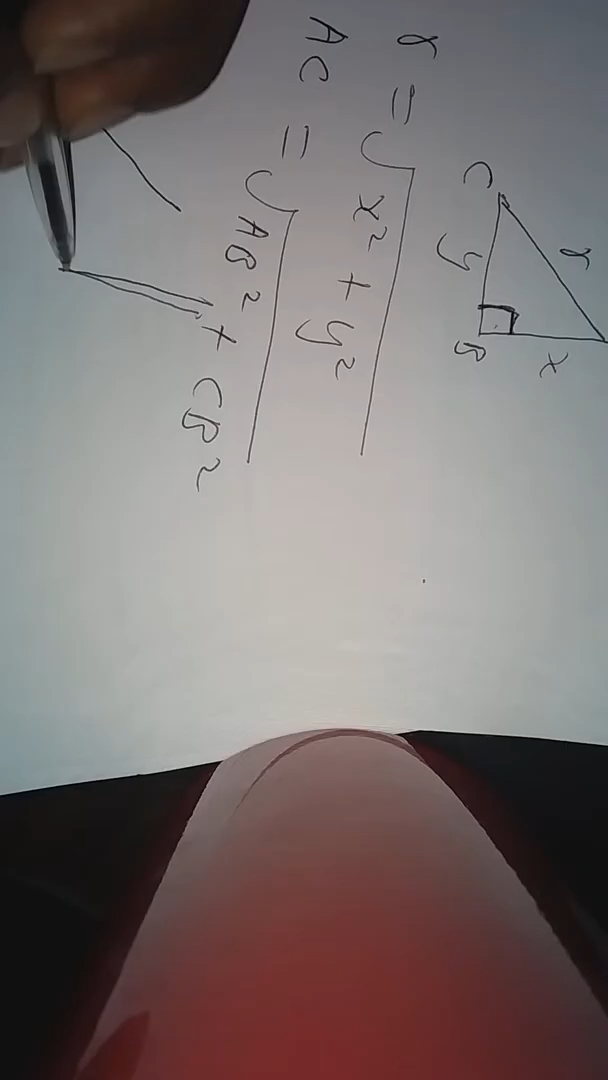 r
x
C y B
r = √x² + y²
AC = √AB² + CB²